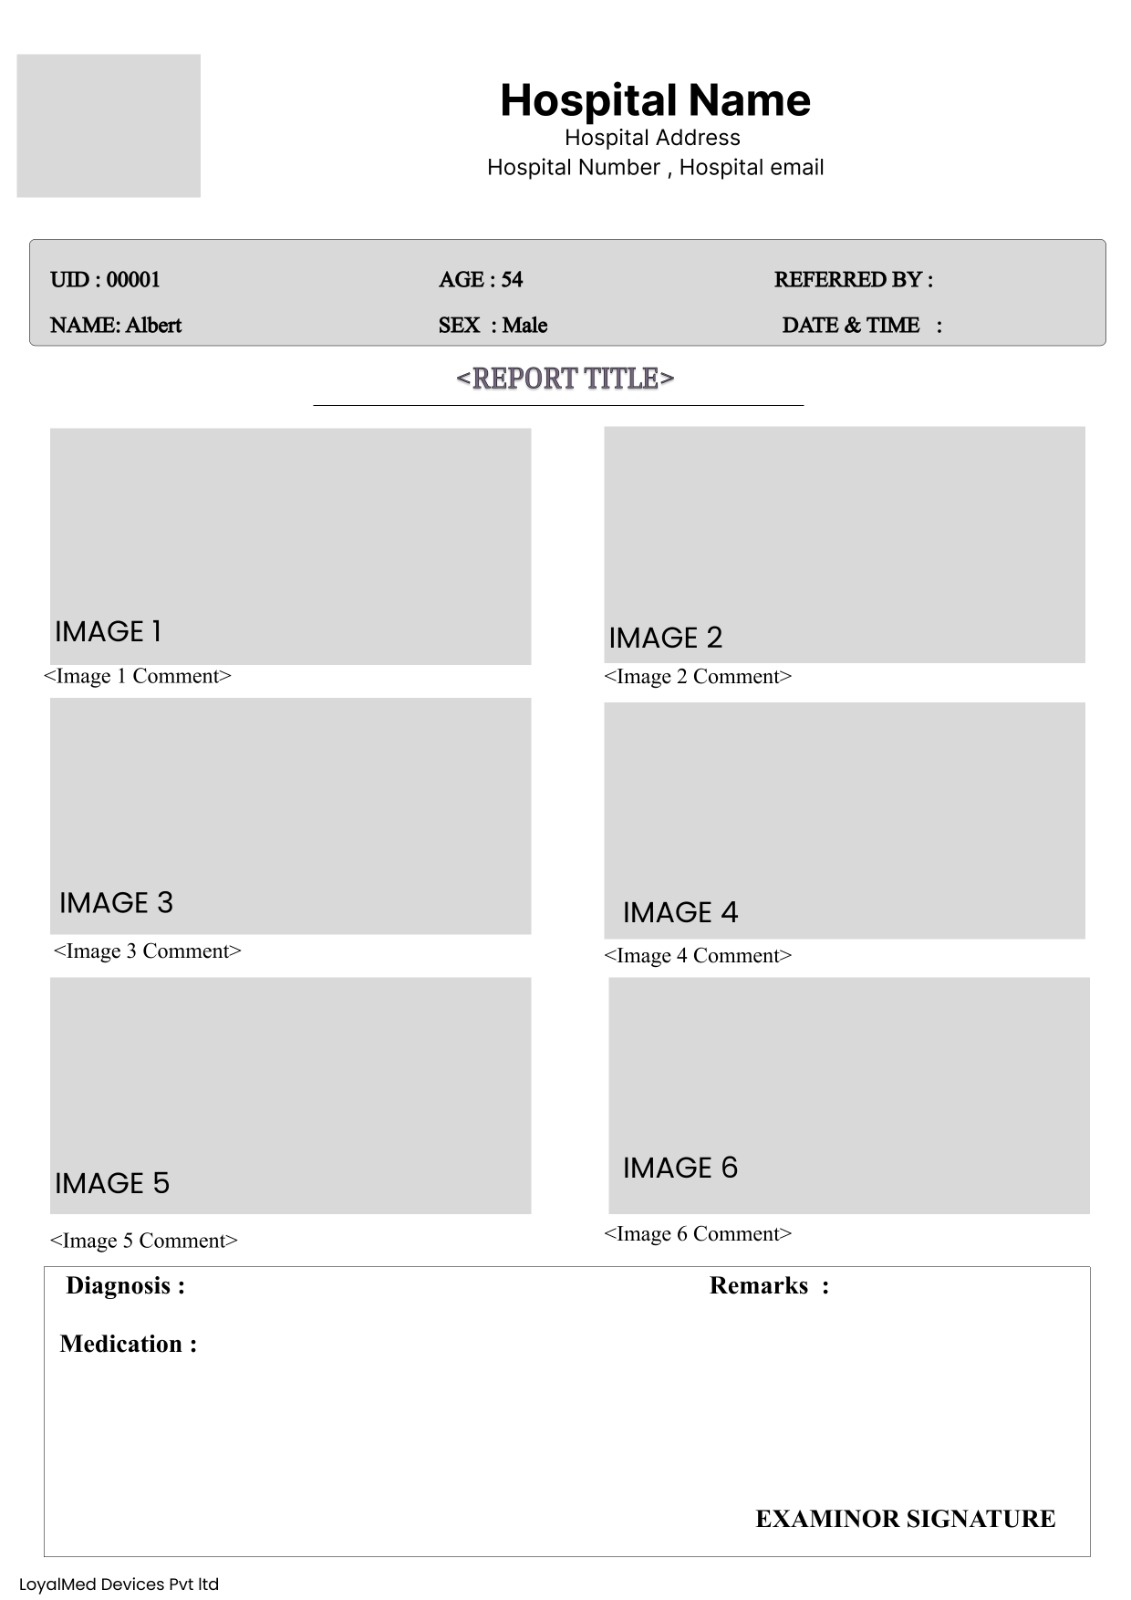 Hospital Name
Hospital Address
Hospital Number , Hospital email
UID : 00001 AGE : 54 REFERRED BY :
NAME: Albert SEX : Male DATE & TIME :
<REPORT TITLE>
IMAGE 1 IMAGE 2
<Image 1 Comment> <Image 2 Comment>
IMAGE 3 IMAGE 4
<Image 3 Comment> <Image 4 Comment>
IMAGE 5 IMAGE 6
<Image 5 Comment> <Image 6 Comment>
Diagnosis : Remarks :
Medication :
EXAMINOR SIGNATURE
LoyalMed Devices Pvt ltd